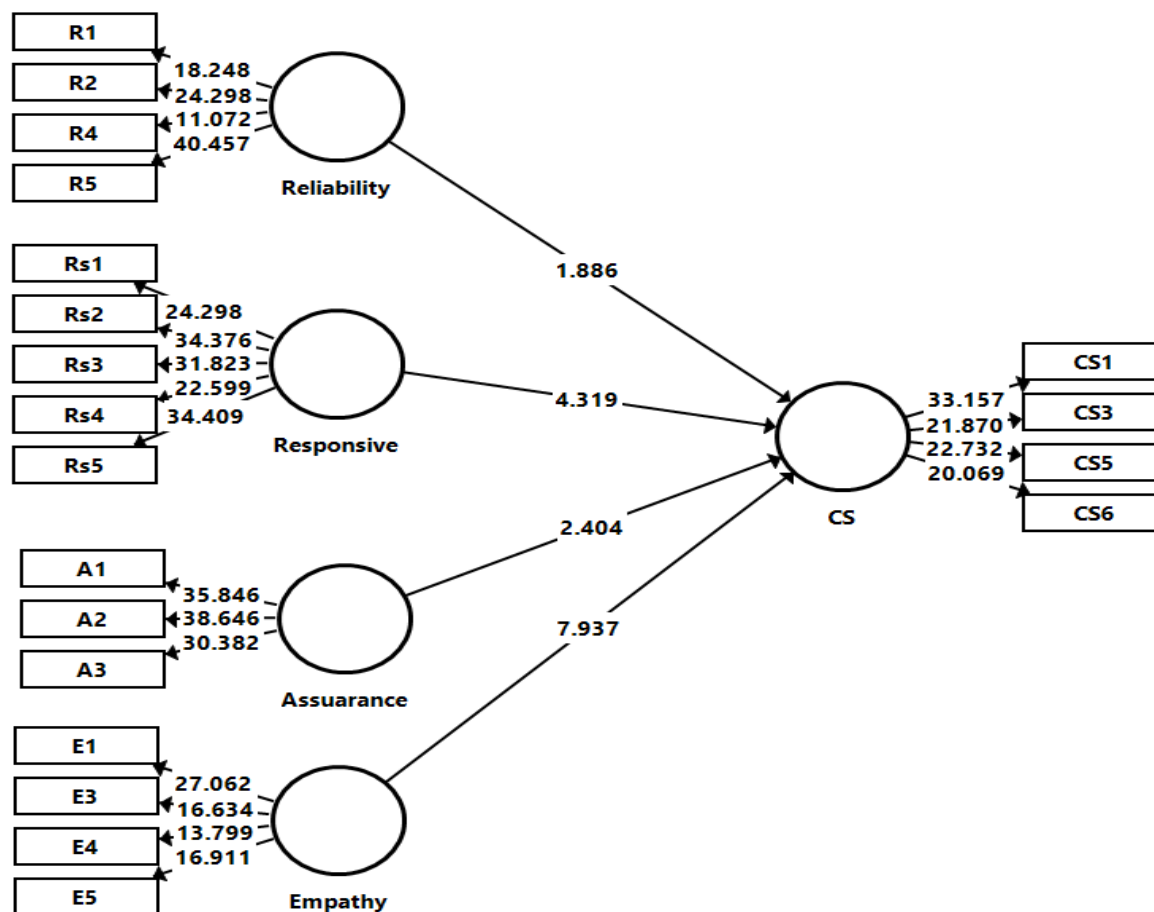 R1
R2
R4
R5
18.248
24.298
11.072
40.457
Reliability
1.886
Rs1
Rs2
Rs3
Rs4
Rs5
24.298
34.376
31.823
22.599
34.409
Responsive
4.319
CS1
CS3
CS5
CS6
33.157
21.870
22.732
20.069
CS
A1
A2
A3
35.846
38.646
30.382
Assuarance
2.404
E1
E3
E4
E5
27.062
16.634
13.799
16.911
Empathy
7.937